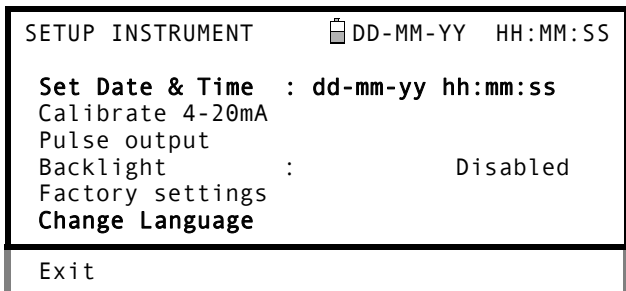 SETUP INSTRUMENT DD-MM-YY HH:MM:SS
Set Date & Time : dd-mm-yy hh:mm:ss
Calibrate 4-20mA
Pulse output
Backlight : Disabled
Factory settings
Change Language
Exit